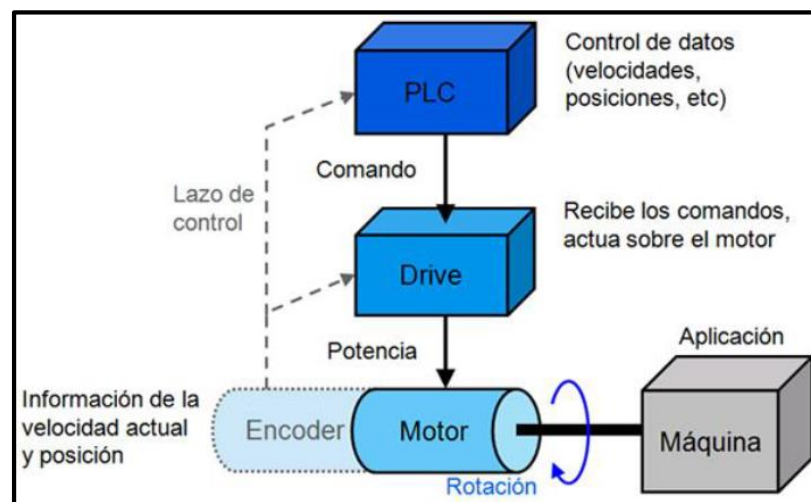 PLC
Control de datos
(velocidades,
posiciones, etc)
Comando
Lazo de
control
Drive
Recibe los comandos,
actua sobre el motor
Potencia
Aplicación
Información de la
velocidad actual
y posición
Encoder
Motor
Rotación
Máquina